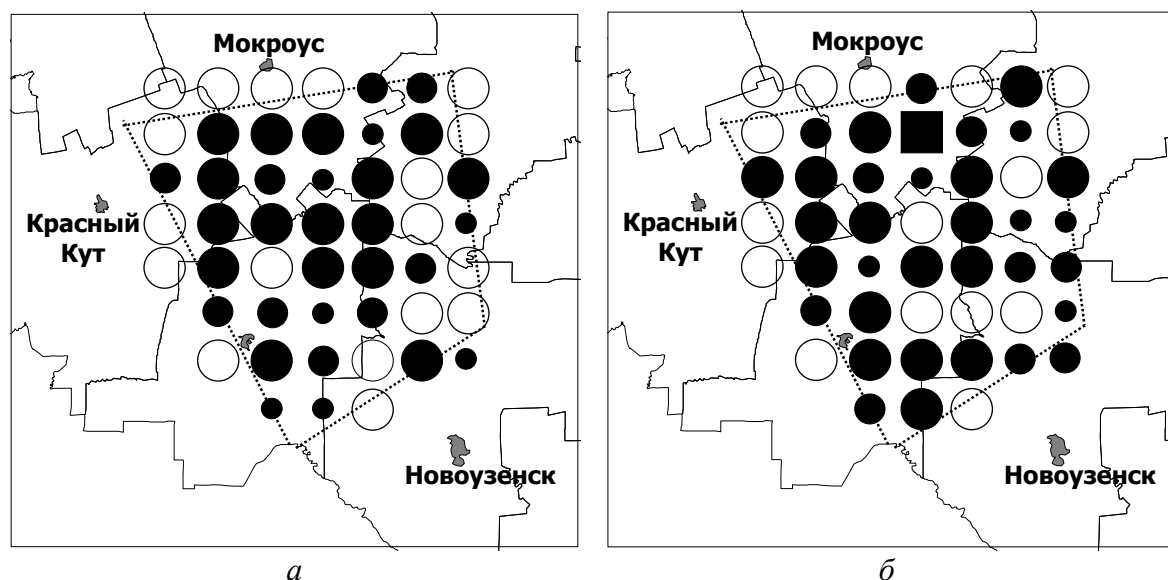 Мокроус
Красный
Кут
Новоузенск
а
Мокроус
Красный
Кут
Новоузенск
б